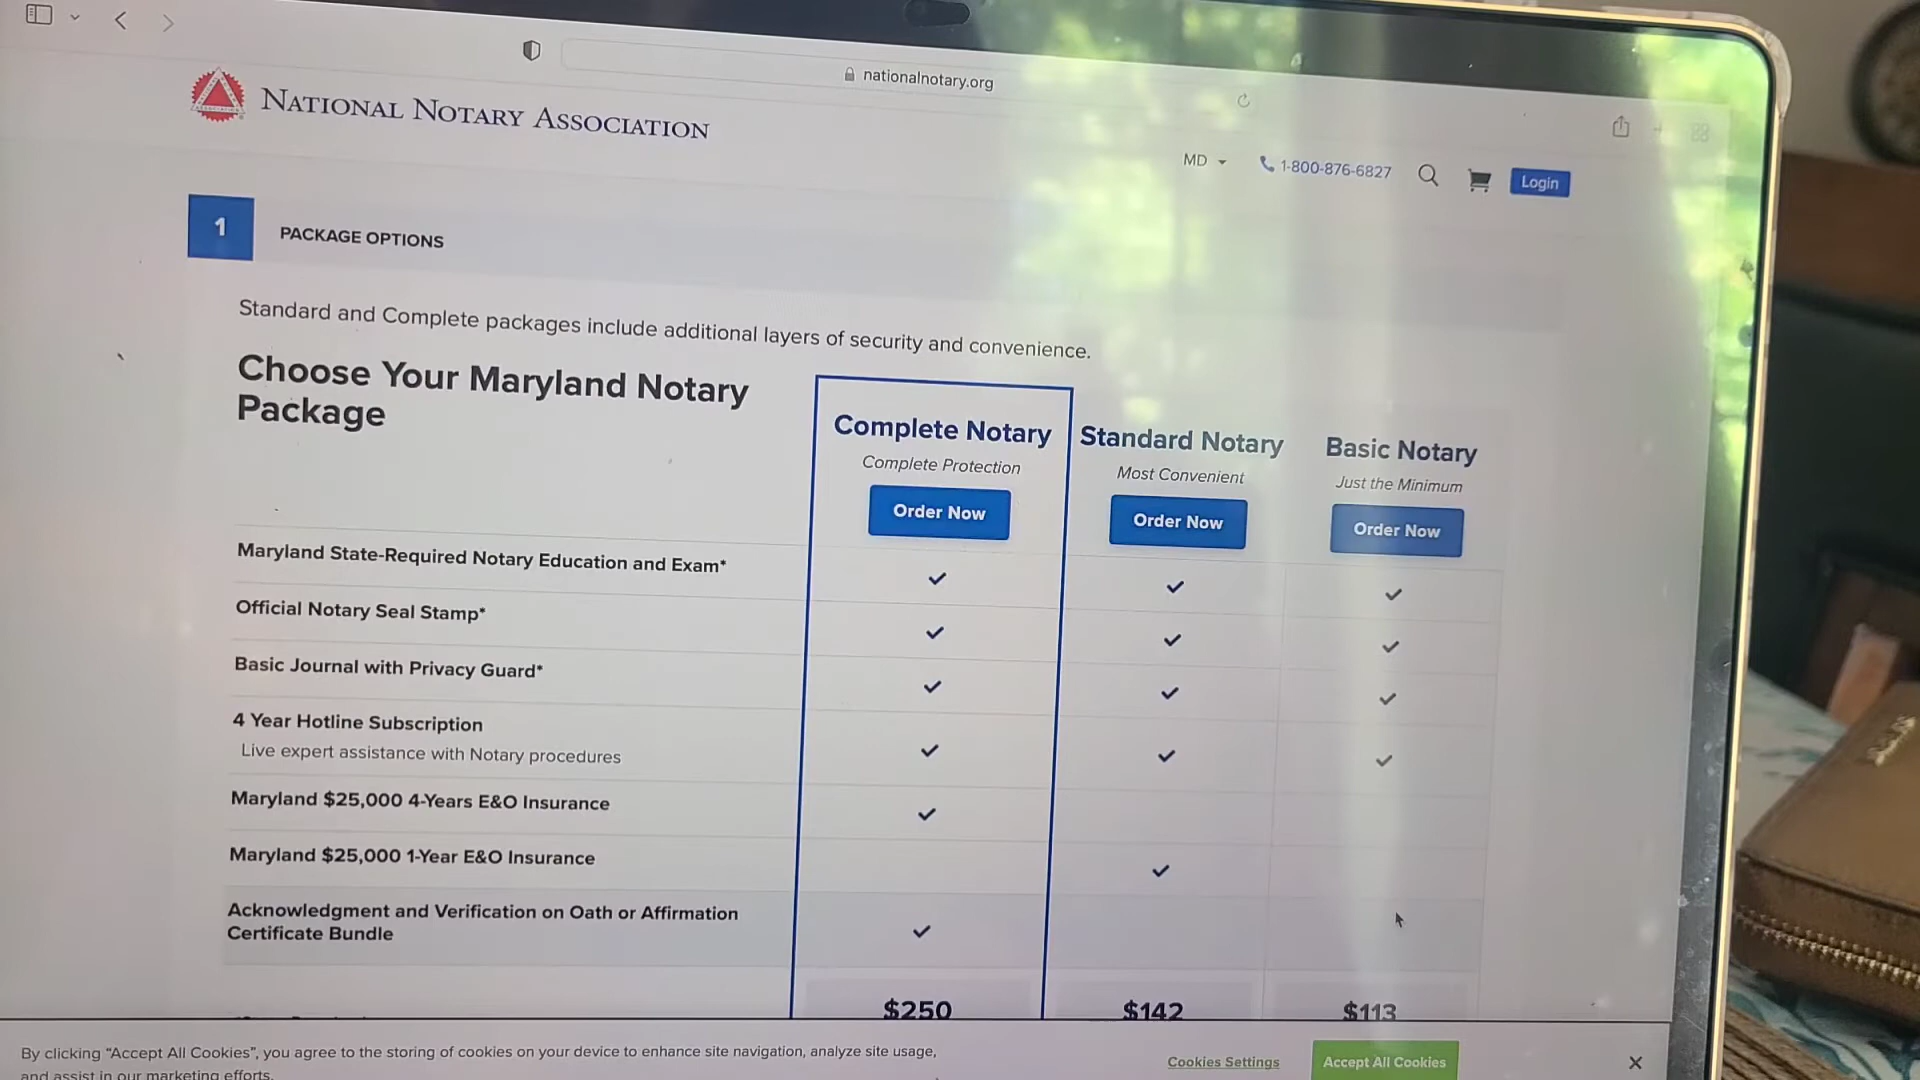 nationalnotary.org
NATIONAL NOTARY ASSOCIATION
MD
1-800-876-6827
Login
1
PACKAGE OPTIONS
Standard and Complete packages include additional layers of security and convenience.
Choose Your Maryland Notary
Package
Complete Notary
Standard Notary
Basic Notary
Complete Protection
Most Convenient
Just the Minimum
Order Now
Order Now
Order Now
Maryland State-Required Notary Education and Exam*
Official Notary Seal Stamp*
Basic Journal with Privacy Guard*
4 Year Hotline Subscription
Live expert assistance with Notary procedures
Maryland $25,000 4-Years E&O Insurance
Maryland $25,000 1-Year E&O Insurance
Acknowledgment and Verification on Oath or Affirmation
Certificate Bundle
$250
$142
$113
By clicking “Accept All Cookies”, you agree to the storing of cookies on your device to enhance site navigation, analyze site usage,
and assist in our marketing efforts.
Cookies Settings
Accept All Cookies